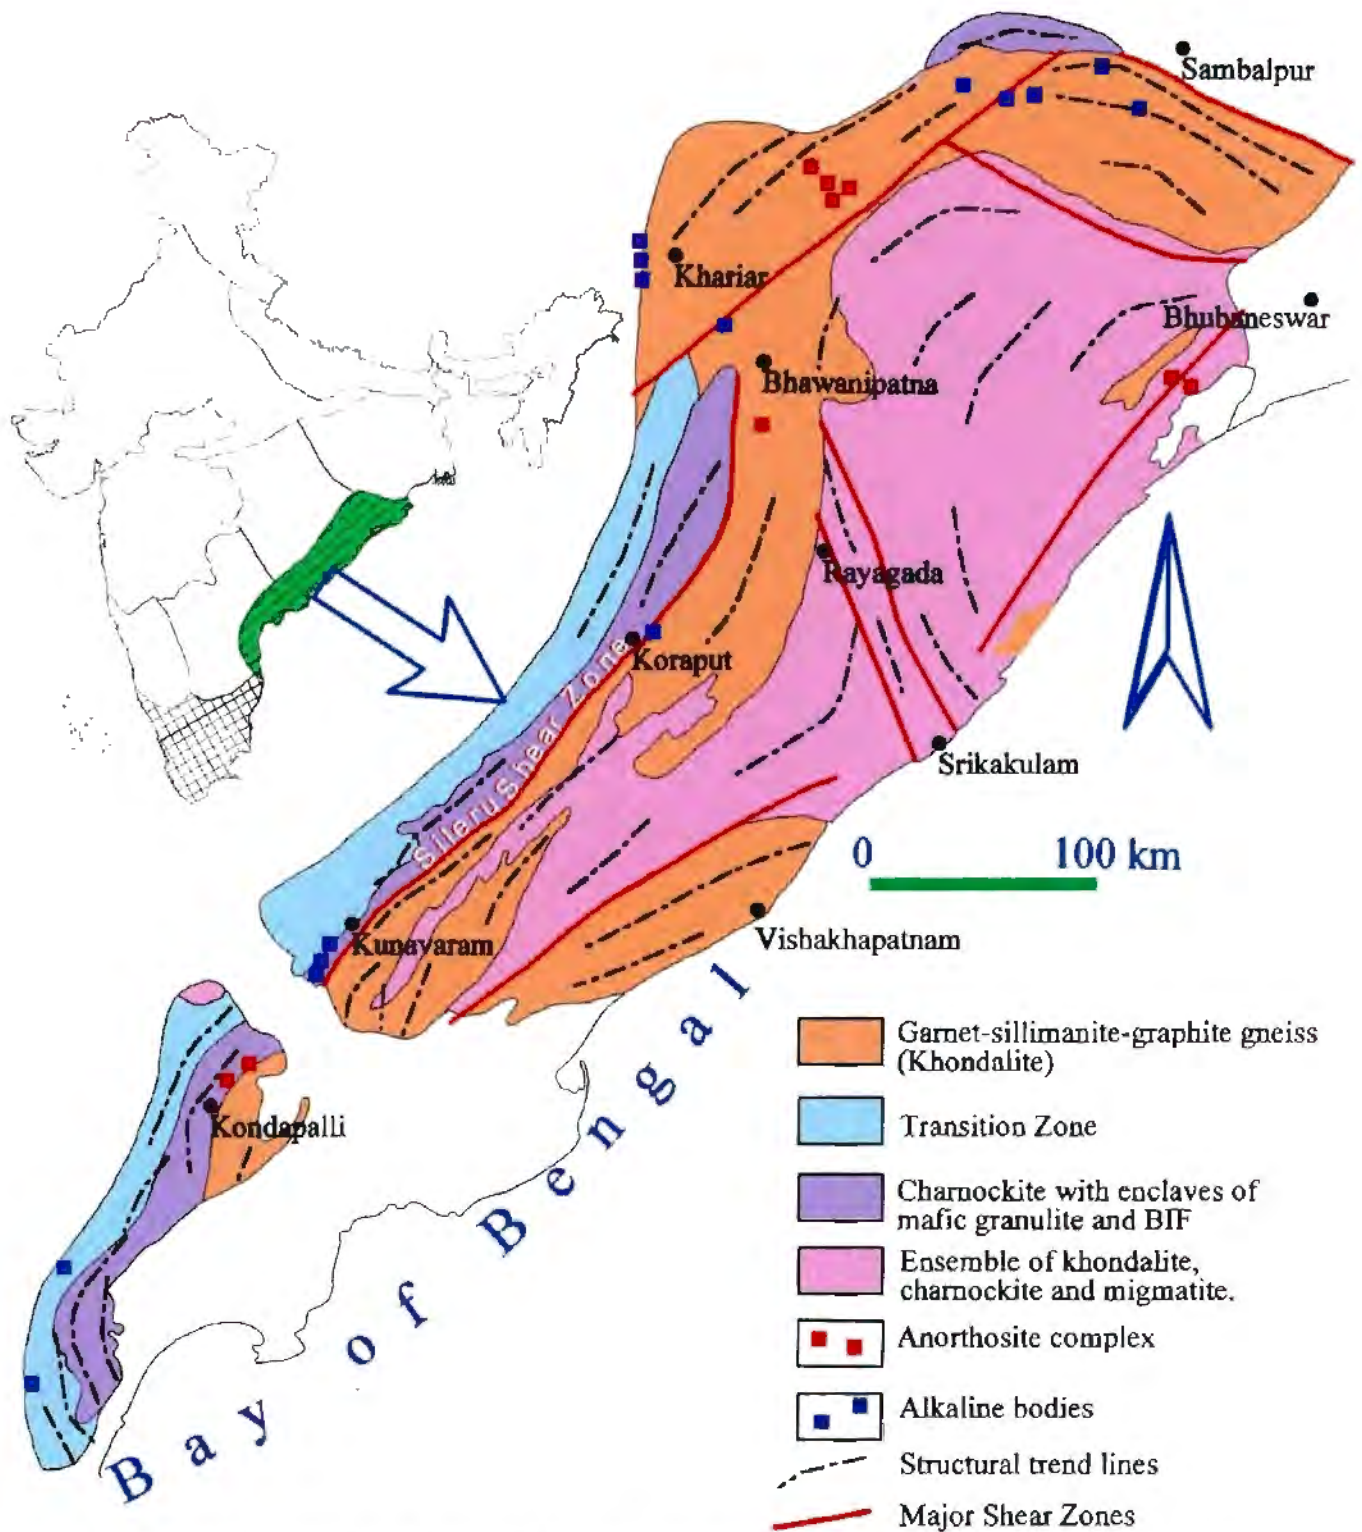 Sambalpur
Khariar
Bhubaneswar
Bhawanipatna
Rayagada
Koraput
Sileru Shear Zone
Srikakulam
0 100 km
Kunavaram
Vishakhapatnam
Kondapalli
Bay of Bengal
Garnet-sillimanite-graphite gneiss
(Khondalite)
Transition Zone
Charnockite with enclaves of
mafic granulite and BIF
Ensemble of khondalite,
charnockite and migmatite.
Anorthosite complex
Alkaline bodies
Structural trend lines
Major Shear Zones